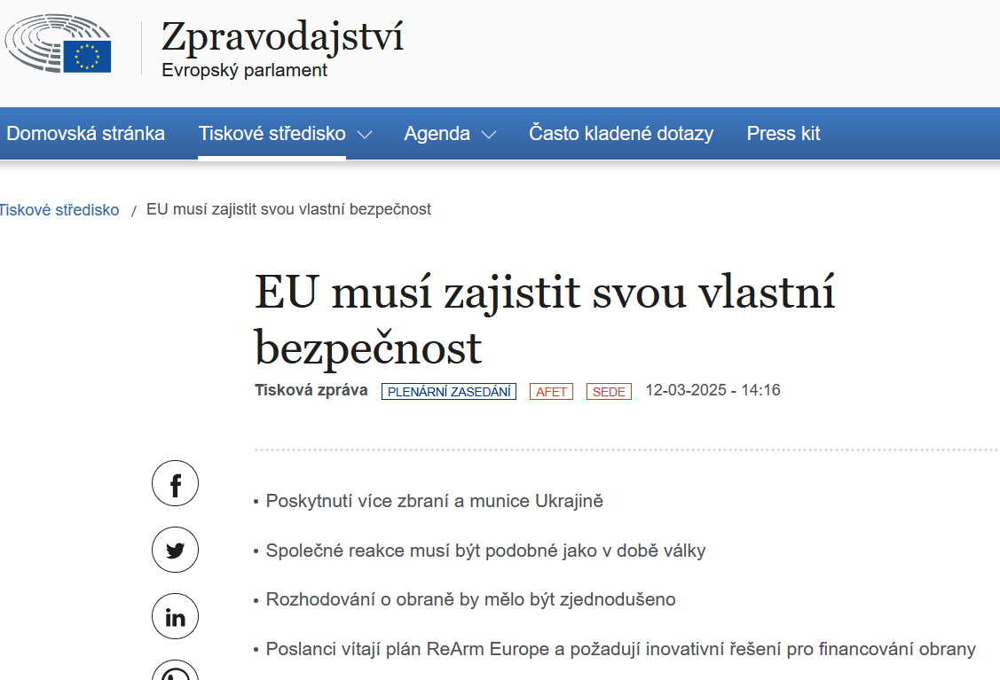 Zpravodajství
Evropský parlament
Domovská stránka Tiskové středisko Agenda Často kladené dotazy Press kit
Tiskové středisko / EU musí zajistit svou vlastní bezpečnost
EU musí zajistit svou vlastní
bezpečnost
Tisková zpráva PLENÁRNÍ ZASEDÁNÍ AFET SEDE 12-03-2025 - 14:16
• Poskytnutí více zbraní a munice Ukrajině
• Společné reakce musí být podobné jako v době války
• Rozhodování o obraně by mělo být zjednodušeno
• Poslanci vítají plán ReArm Europe a požadují inovativní řešení pro financování obrany